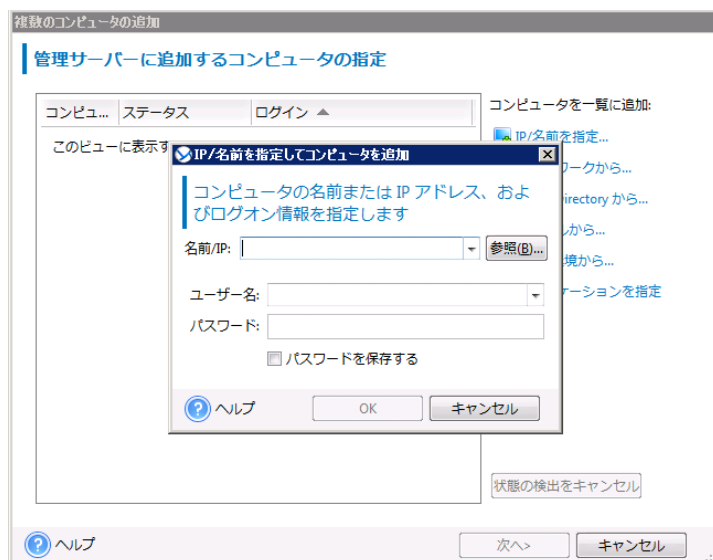 複数のコンピュータの追加
管理サーバーに追加するコンピュータの指定
コンピュ... ステータス ログイン
このビューに表示す
コンピュータを一覧に追加:
IP/名前を指定...
ワークから...
irectory から...
ルから...
境から...
ケーションを指定
IP/名前を指定してコンピュータを追加
コンピュータの名前または IP アドレス、およ
びログオン情報を指定します
名前/IP: 参照(B)...
ユーザー名:
パスワード:
パスワードを保存する
ヘルプ OK キャンセル
状態の検出をキャンセル
ヘルプ 次へ> キャンセル